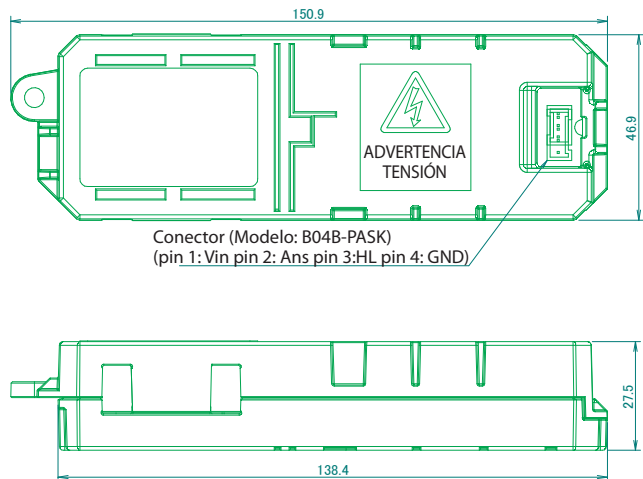 150.9
46.9
ADVERTENCIA
TENSIÓN
Conector (Modelo: B04B-PASK)
(pin 1: Vin pin 2: Ans pin 3:HL pin 4: GND)
27.5
138.4